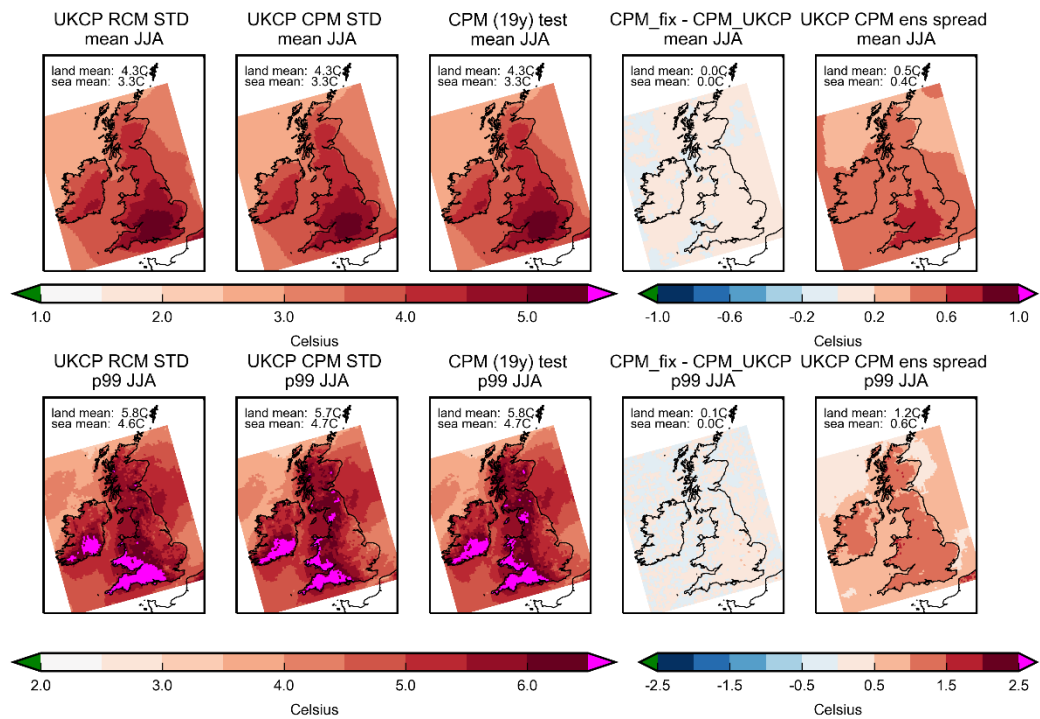 UKCP RCM STD
mean JJA
land mean: 4.3C
sea mean: 3.3C
UKCP CPM STD
mean JJA
land mean: 4.3C
sea mean: 3.3C
CPM (19y) test
mean JJA
land mean: 4.3C
sea mean: 3.3C
CPM_fix - CPM_UKCP
mean JJA
land mean: 0.0C
sea mean: 0.0C
UKCP CPM ens spread
mean JJA
land mean: 0.5C
sea mean: 0.4C
1.0 2.0 3.0 4.0 5.0
Celsius
-1.0 -0.6 -0.2 0.2 0.6 1.0
Celsius
UKCP RCM STD
p99 JJA
land mean: 5.8C
sea mean: 4.6C
UKCP CPM STD
p99 JJA
land mean: 5.7C
sea mean: 4.7C
CPM (19y) test
p99 JJA
land mean: 5.8C
sea mean: 4.7C
CPM_fix - CPM_UKCP
p99 JJA
land mean: 0.1C
sea mean: 0.0C
UKCP CPM ens spread
p99 JJA
land mean: 1.2C
sea mean: 0.6C
2.0 3.0 4.0 5.0 6.0
Celsius
-2.5 -1.5 -0.5 0.5 1.5 2.5
Celsius